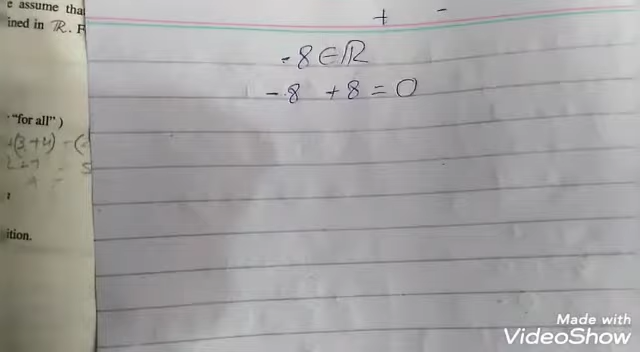 e assume tha
ined in ℝ. F
"for all")
ition.
+ -
-8 ∈ ℝ
-8 +8 = 0
Made with
VideoShow